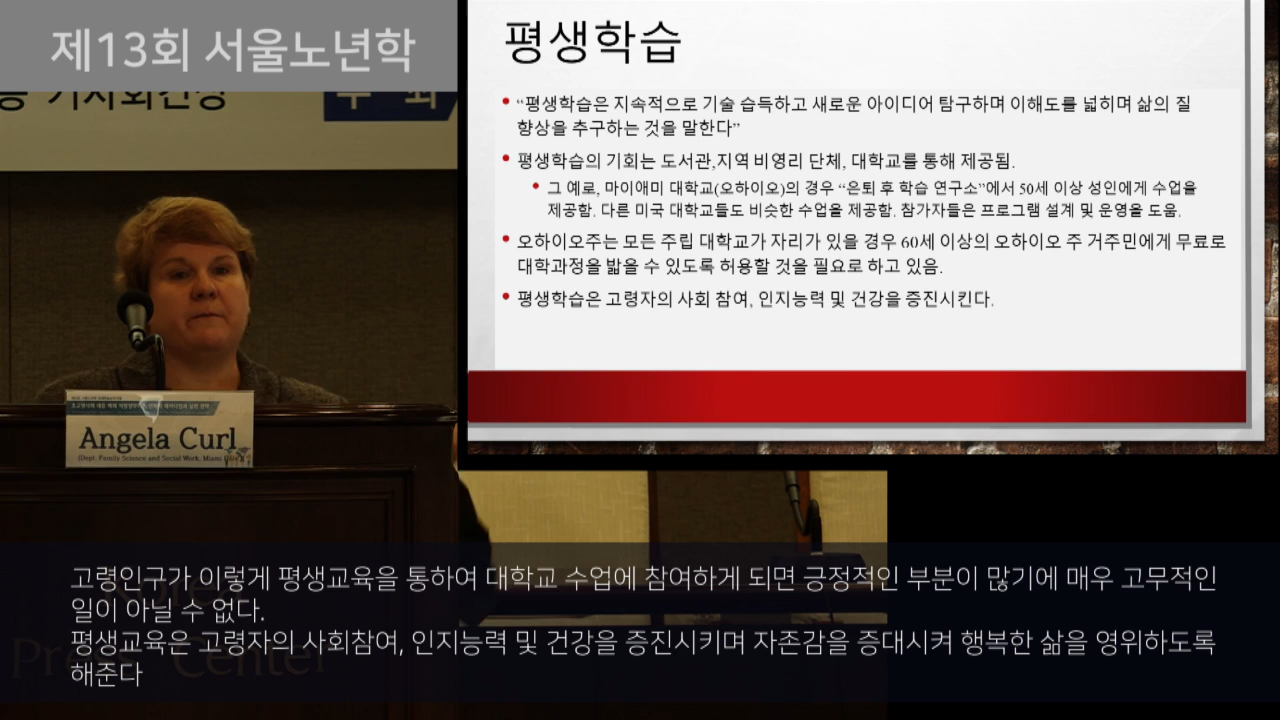 제13회 서울노년학
평생학습
• “평생학습은 지속적으로 기술 습득하고 새로운 아이디어 탐구하며 이해도를 넓히며 삶의 질
향상을 추구하는 것을 말한다”
• 평생학습의 기회는 도서관,지역 비영리 단체, 대학교를 통해 제공됨.
• 그 예로, 마이애미 대학교(오하이오)의 경우 “은퇴 후 학습 연구소”에서 50세 이상 성인에게 수업을
제공함. 다른 미국 대학교들도 비슷한 수업을 제공함. 참가자들은 프로그램 설계 및 운영을 도움.
• 오하이오주는 모든 주립 대학교가 자리가 있을 경우 60세 이상의 오하이오 주 거주민에게 무료로
대학과정을 밟을 수 있도록 허용할 것을 필요로 하고 있음.
• 평생학습은 고령자의 사회 참여, 인지능력 및 건강을 증진시킨다.
Angela Curl
(Dept. Family Science and Social Work, Miami
고령인구가 이렇게 평생교육을 통하여 대학교 수업에 참여하게 되면 긍정적인 부분이 많기에 매우 고무적인
일이 아닐 수 없다.
평생교육은 고령자의 사회참여, 인지능력 및 건강을 증진시키며 자존감을 증대시켜 행복한 삶을 영위하도록
해준다
Press Center